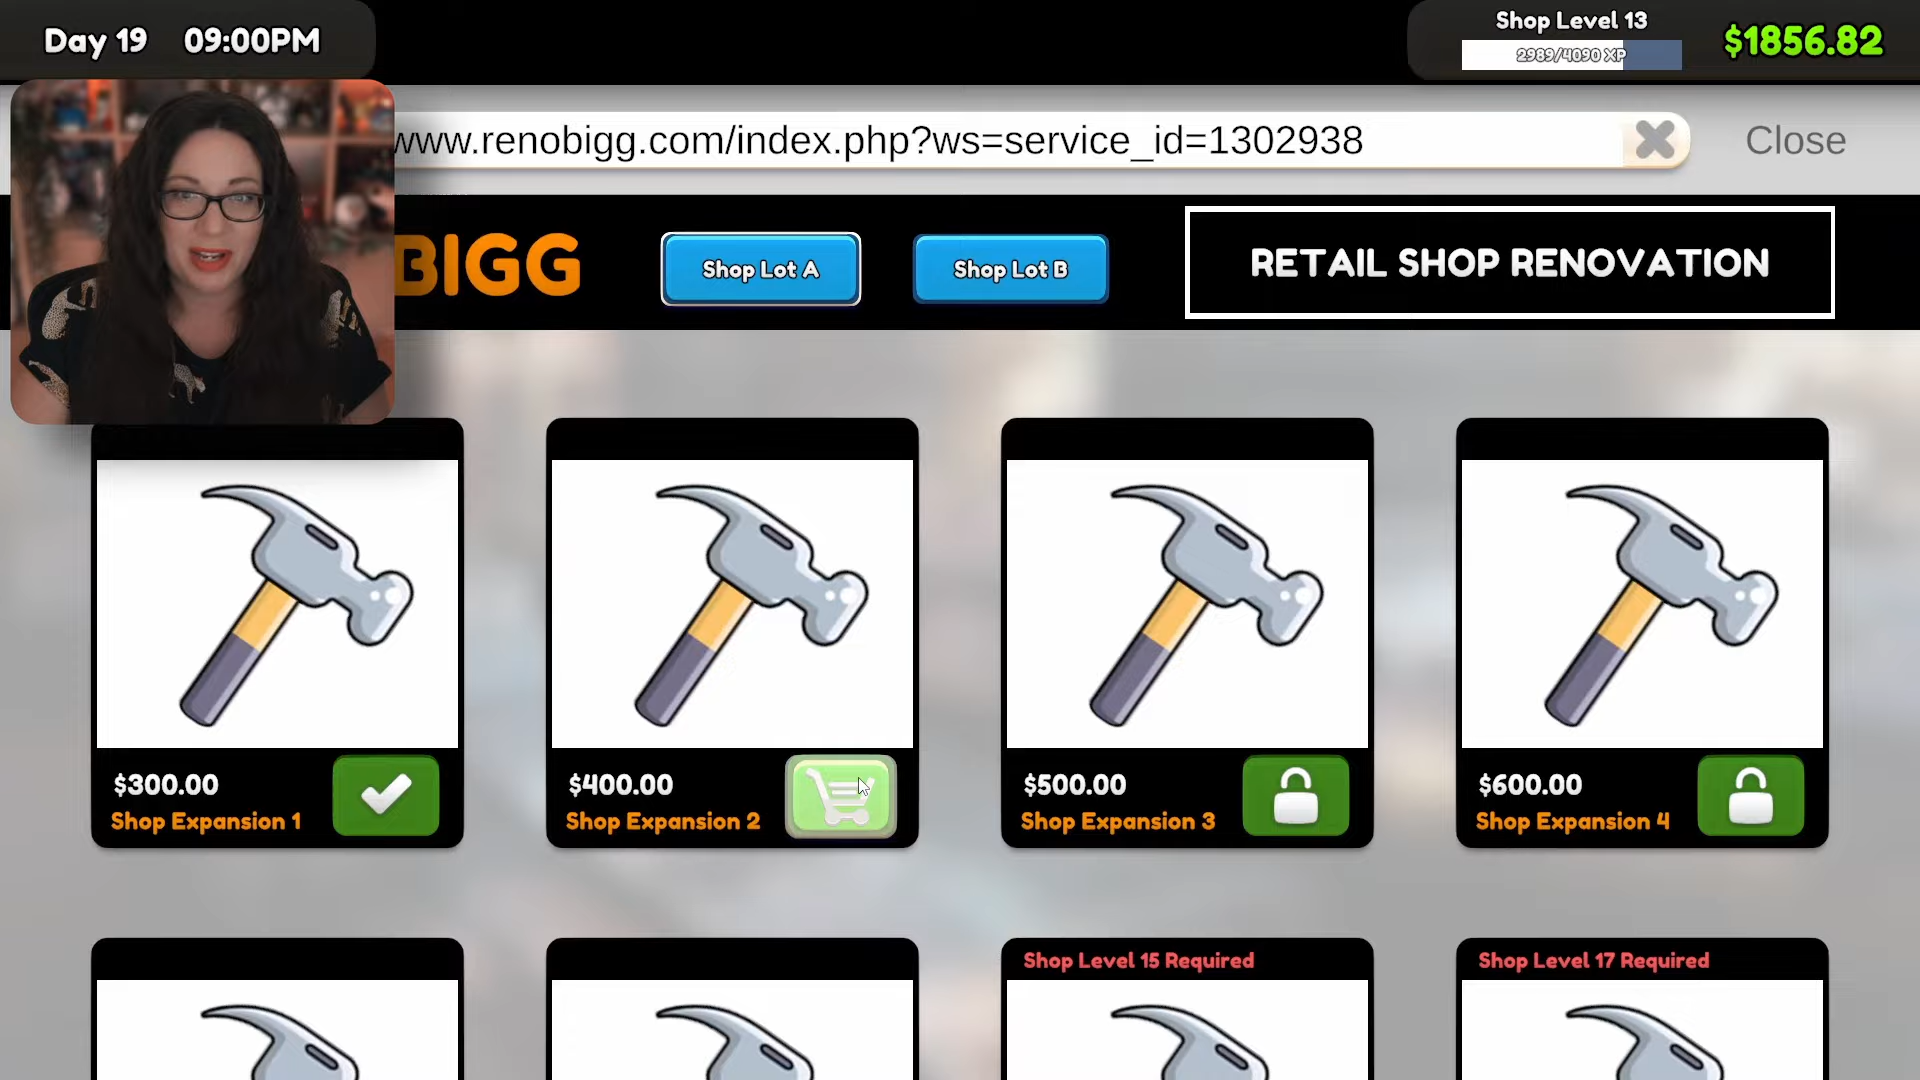 Day 19 09:00PM
Shop Level 13
2989/4090 XP
$1856.82
www.renobigg.com/index.php?ws=service_id=1302938
Close
BIGG
Shop Lot A
Shop Lot B
RETAIL SHOP RENOVATION
$300.00
Shop Expansion 1
$400.00
Shop Expansion 2
$500.00
Shop Expansion 3
$600.00
Shop Expansion 4
Shop Level 15 Required
Shop Level 17 Required